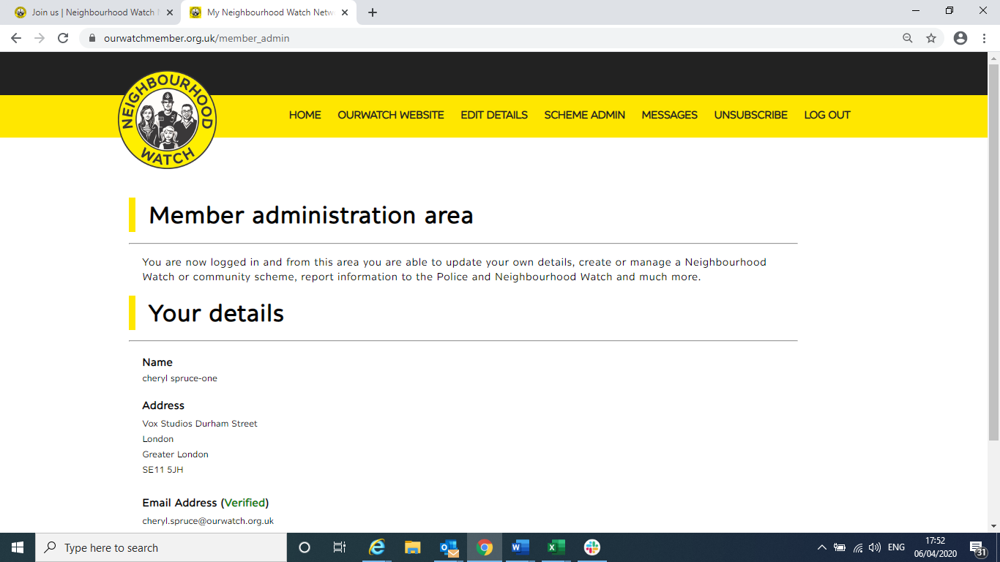 Join us | Neighbourhood Watch
My Neighbourhood Watch Netw
ourwatchmember.org.uk/member_admin
NEIGHBOURHOOD
WATCH
HOME OURWATCH WEBSITE EDIT DETAILS SCHEME ADMIN MESSAGES UNSUBSCRIBE LOG OUT
Member administration area
You are now logged in and from this area you are able to update your own details, create or manage a Neighbourhood
Watch or community scheme, report information to the Police and Neighbourhood Watch and much more.
Your details
Name
cheryl spruce-one
Address
Vox Studios Durham Street
London
Greater London
SE11 5JH
Email Address (Verified)
cheryl.spruce@ourwatch.org.uk
Type here to search
ENG
17:52
06/04/2020
31